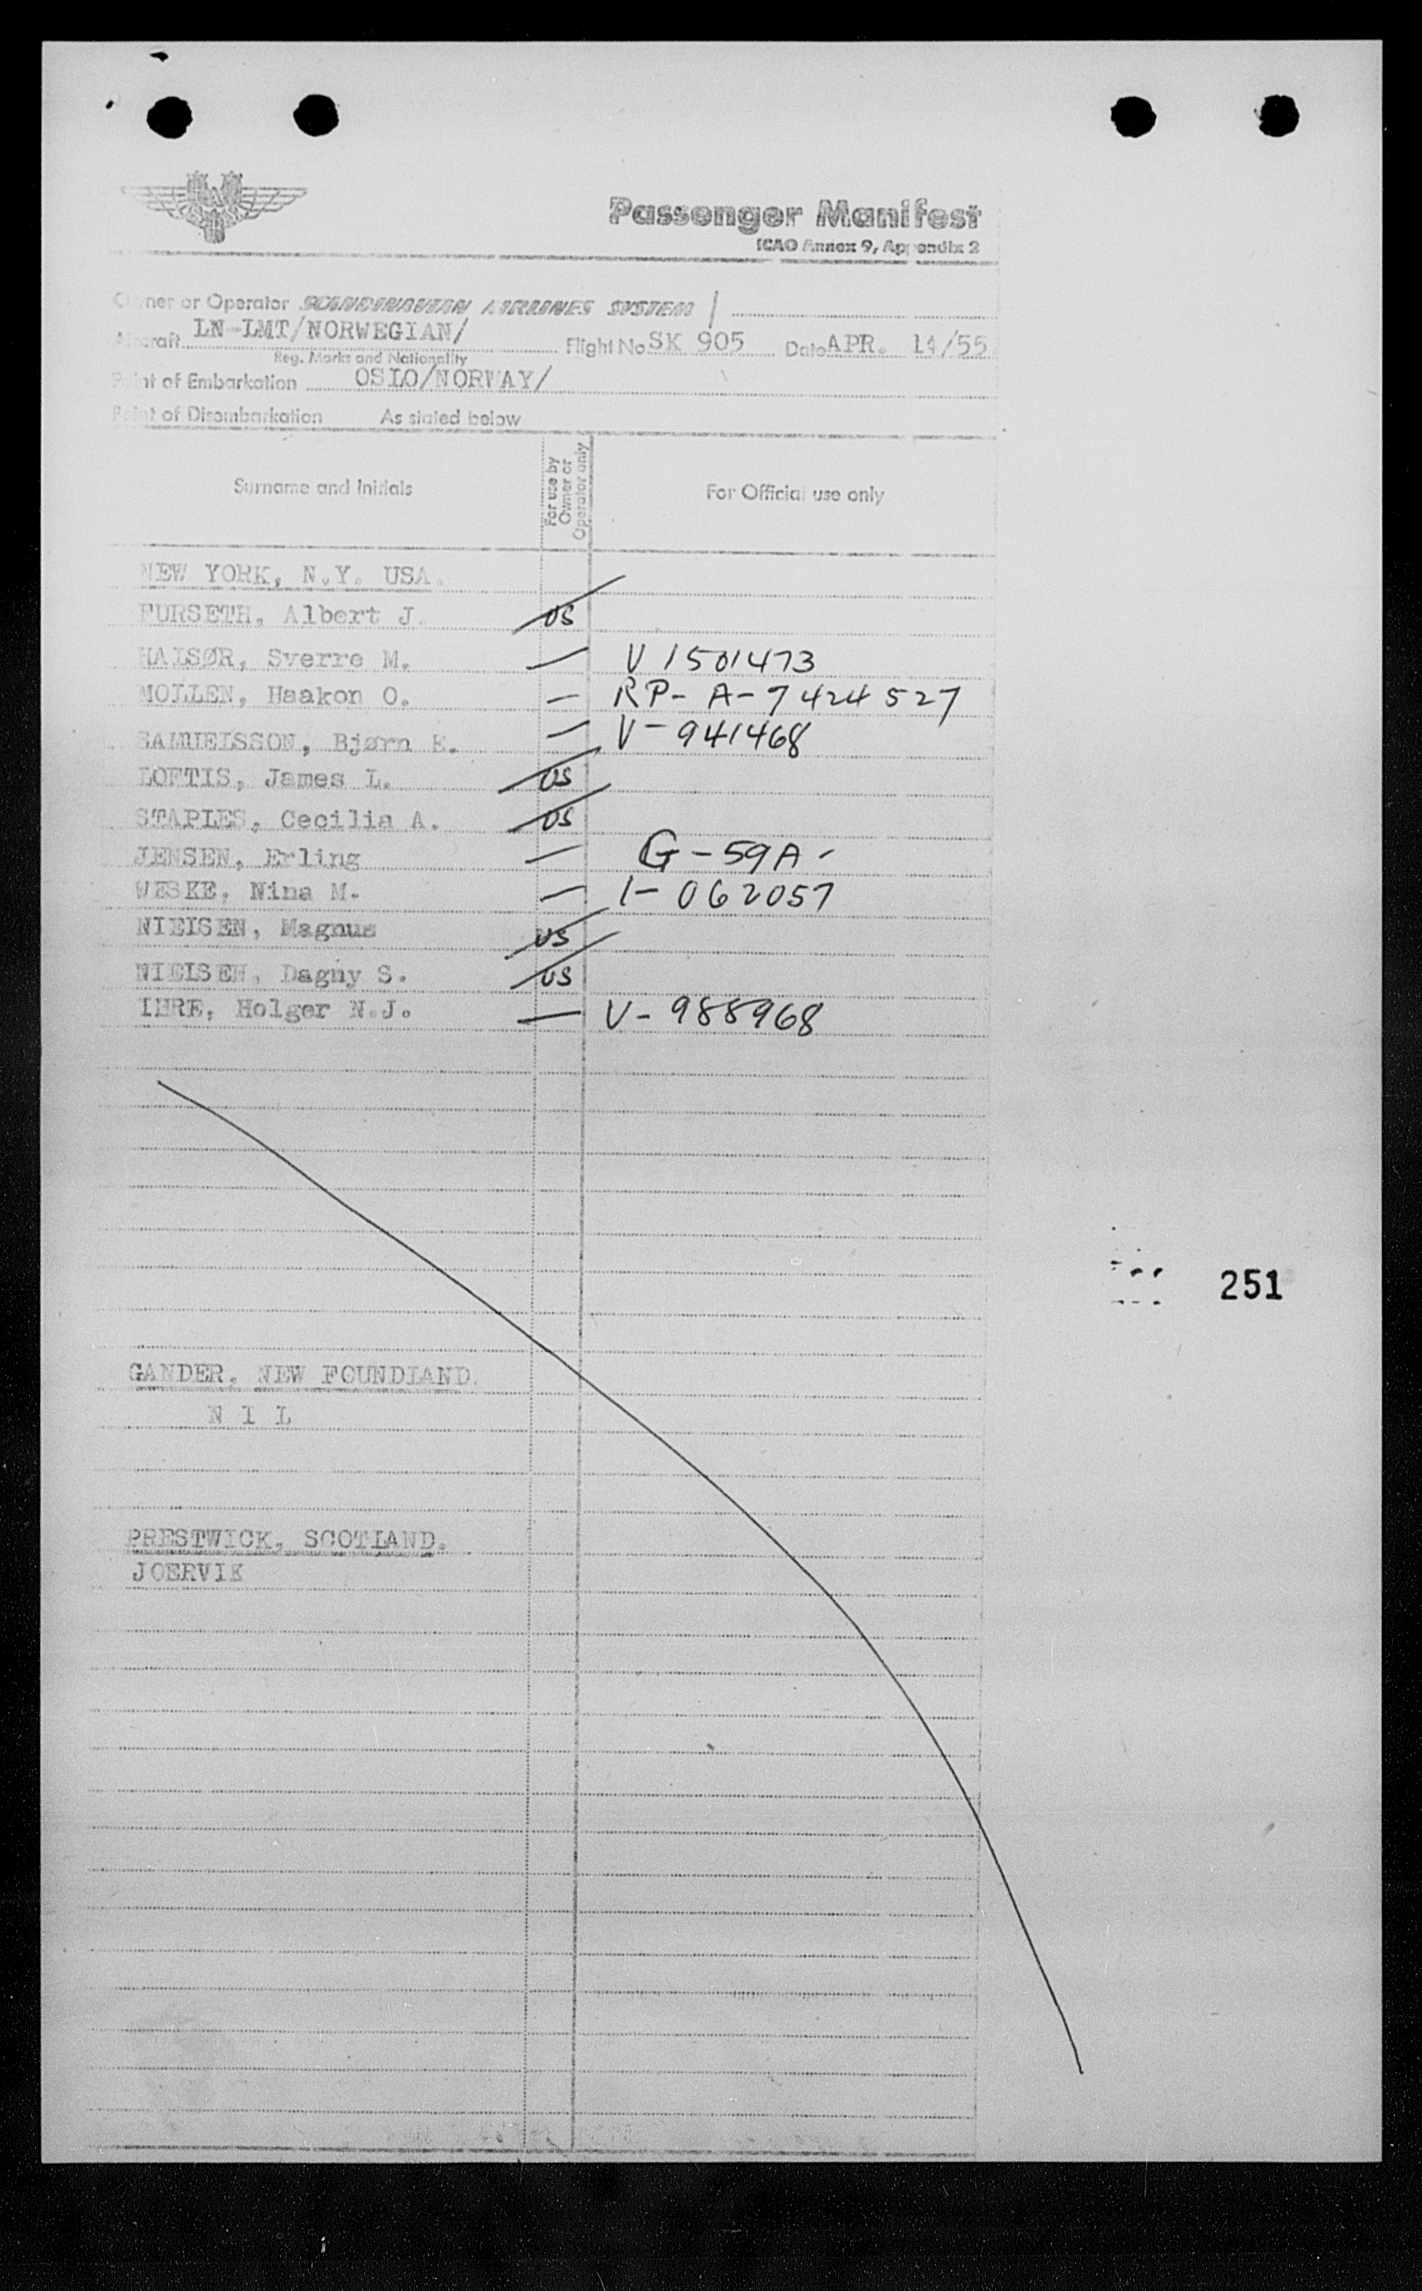 SAS
Passenger Manifest
ICAO Annex 9, Appendix 2
Owner or Operator SCANDINAVIAN AIRLINES SYSTEM /
Aircraft LN-LMT/NORWEGIAN/ Flight No SK 905 Date APR. 14/55
Reg. Marks and Nationality
Point of Embarkation OSLO/NORWAY/
Point of Disembarkation As stated below
Surname and Initials For use by Owner or Operator only For Official use only
NEW YORK, N.Y. USA.
FURSETH, Albert J. US
HALSØR, Sverre M. — V 1501473
MOLLEN, Haakon O. — RP-A-7424527
SAMUELSSON, Bjørn E. — V-941468
LOFTIS, James L. US
STAPLES, Cecilia A. US
JENSEN, Erling — G-59A-
WESKE, Nina M. — I-062057
NIELSEN, Magnus US
NIELSEN, Dagny S. US
IHRE, Holger N.J. — V-988968
251
GANDER, NEW FOUNDLAND.
N I L
PRESTWICK, SCOTLAND.
JOERVIK